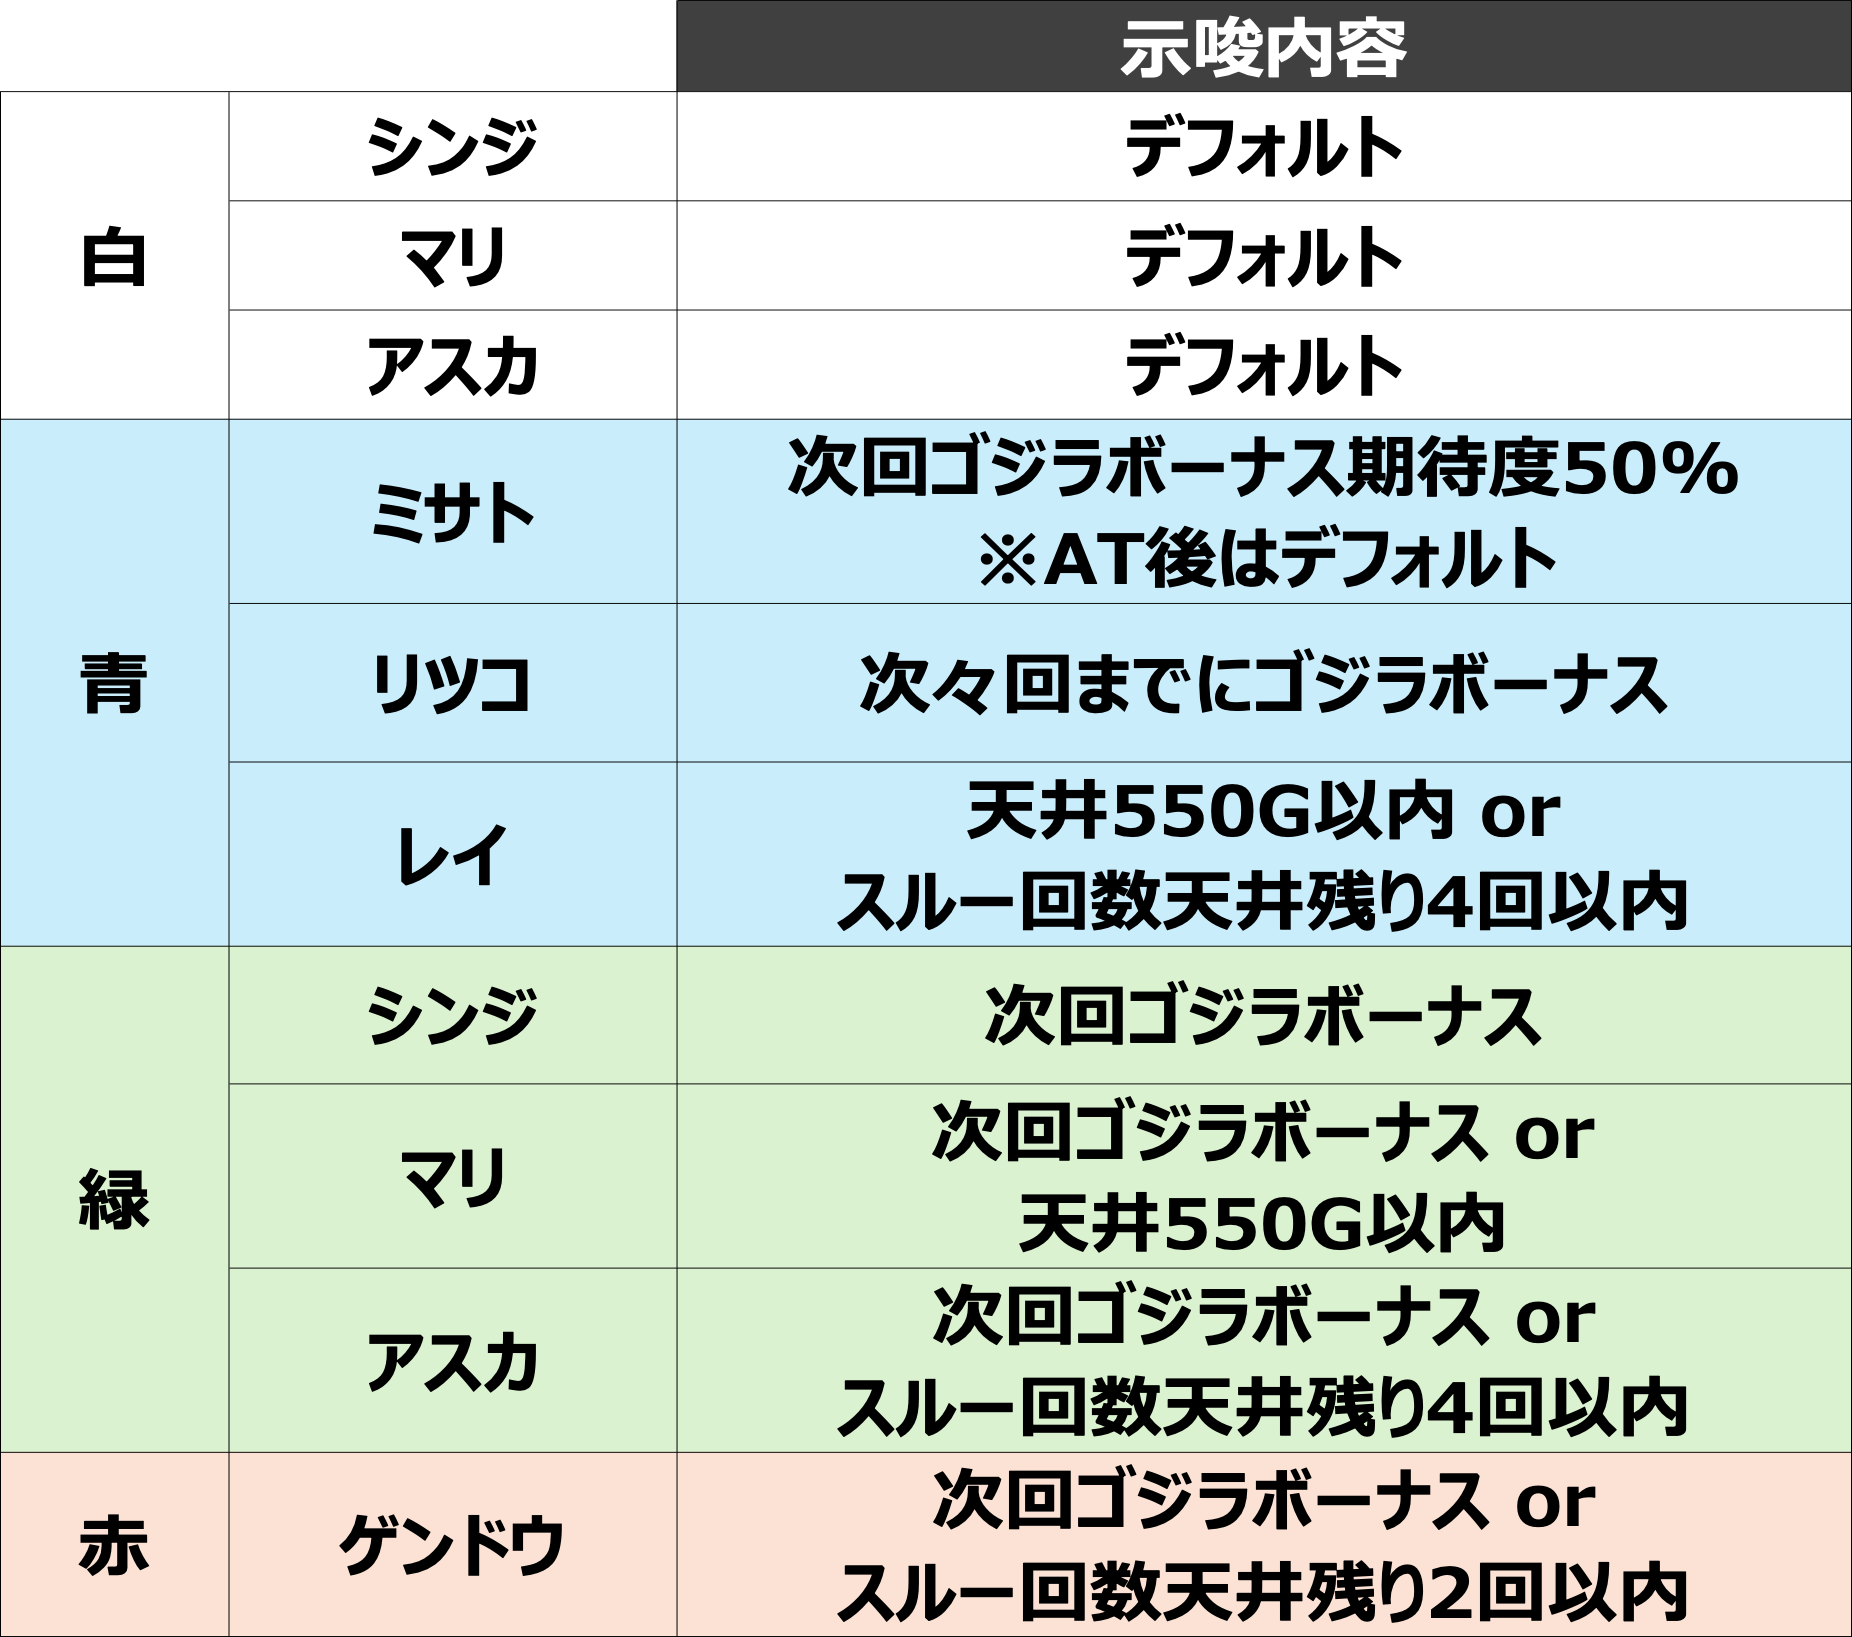 示唆内容
白
シンジ
デフォルト
マリ
デフォルト
アスカ
デフォルト
青
ミサト
次回ゴジラボーナス期待度50%
※AT後はデフォルト
リツコ
次々回までにゴジラボーナス
レイ
天井550G以内 or
スルー回数天井残り4回以内
緑
シンジ
次回ゴジラボーナス
マリ
次回ゴジラボーナス or
天井550G以内
アスカ
次回ゴジラボーナス or
スルー回数天井残り4回以内
赤
ゲンドウ
次回ゴジラボーナス or
スルー回数天井残り2回以内